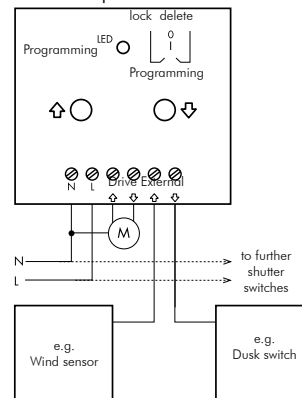 lock delete
0
I
LED
Programming
Programming
N L Drive External
M
N
L
to further
shutter
switches
e.g.
Wind sensor
e.g.
Dusk switch